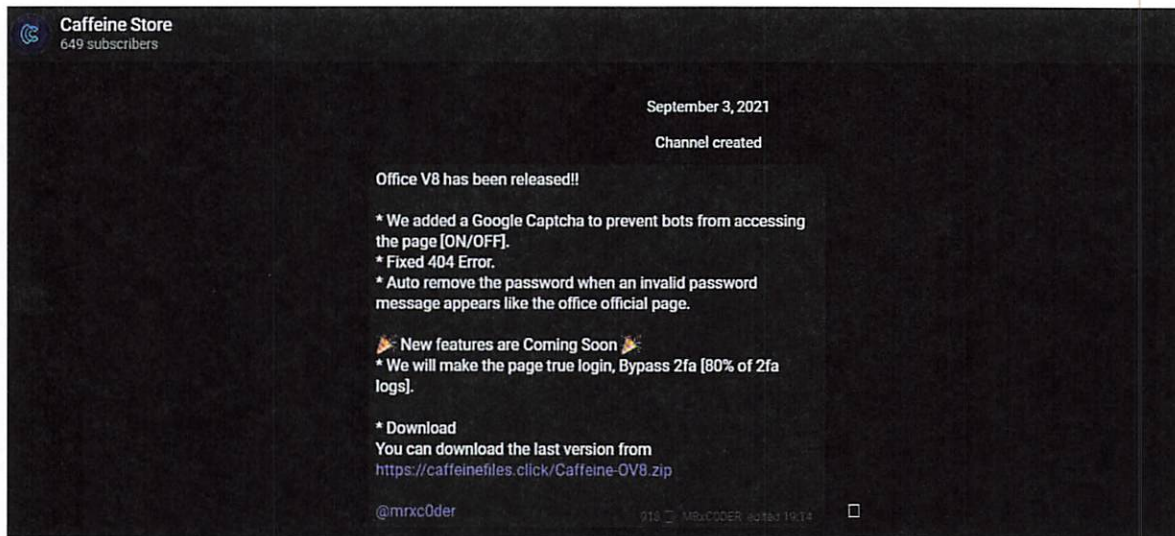 Caffeine Store
649 subscribers
September 3, 2021
Channel created
Office V8 has been released!!
* We added a Google Captcha to prevent bots from accessing
the page [ON/OFF].
* Fixed 404 Error.
* Auto remove the password when an invalid password
message appears like the office official page.
🎉 New features are Coming Soon 🎉
* We will make the page true login, Bypass 2fa [80% of 2fa
logs].
* Download
You can download the last version from
https://caffeinefiles.click/Caffeine-OV8.zip
@mrxc0der
MRxC0DER edited 19:14